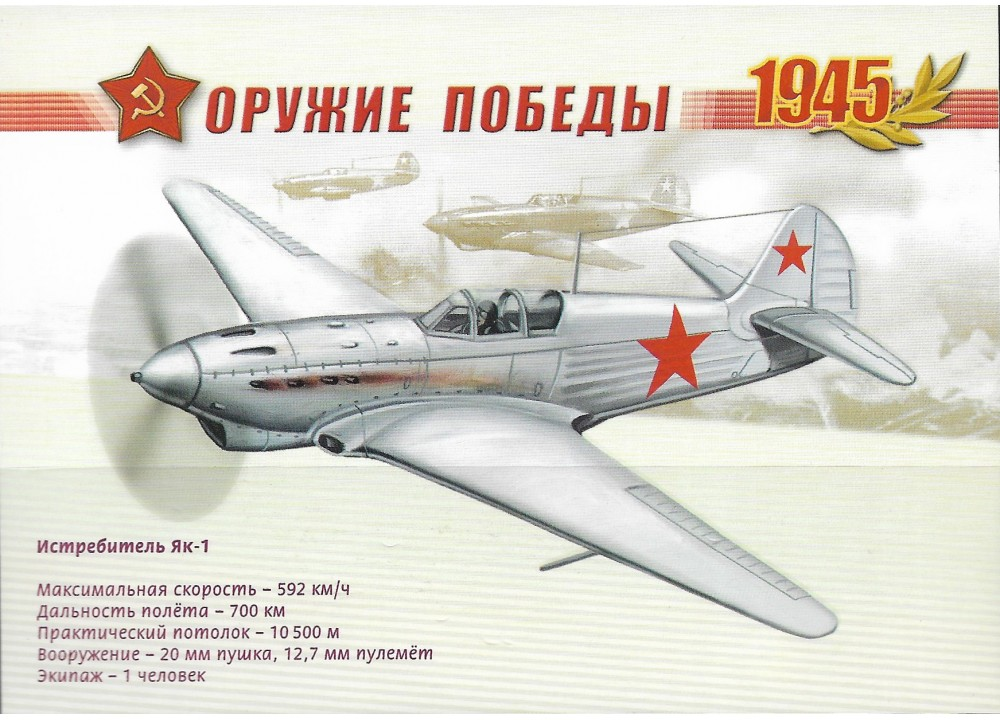 ОРУЖИЕ ПОБЕДЫ
1945
Истребитель Як-1
Максимальная скорость – 592 км/ч
Дальность полёта – 700 км
Практический потолок – 10 500 м
Вооружение – 20 мм пушка, 12,7 мм пулемёт
Экипаж – 1 человек